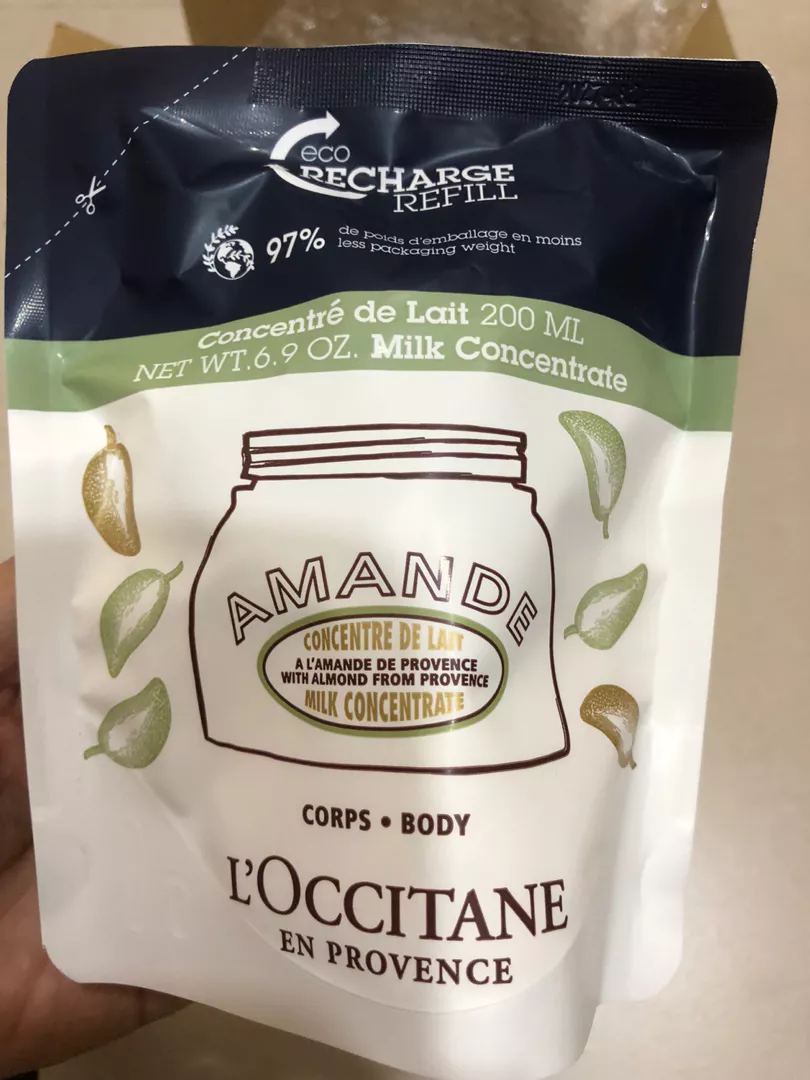 eco
RECHARGE
REFILL
97% de poids d'emballage en moins
less packaging weight
Concentré de Lait 200 ML
NET WT.6.9 OZ. Milk Concentrate
AMANDE
CONCENTRE DE LAIT
A L'AMANDE DE PROVENCE
WITH ALMOND FROM PROVENCE
MILK CONCENTRATE
CORPS • BODY
L'OCCITANE
EN PROVENCE